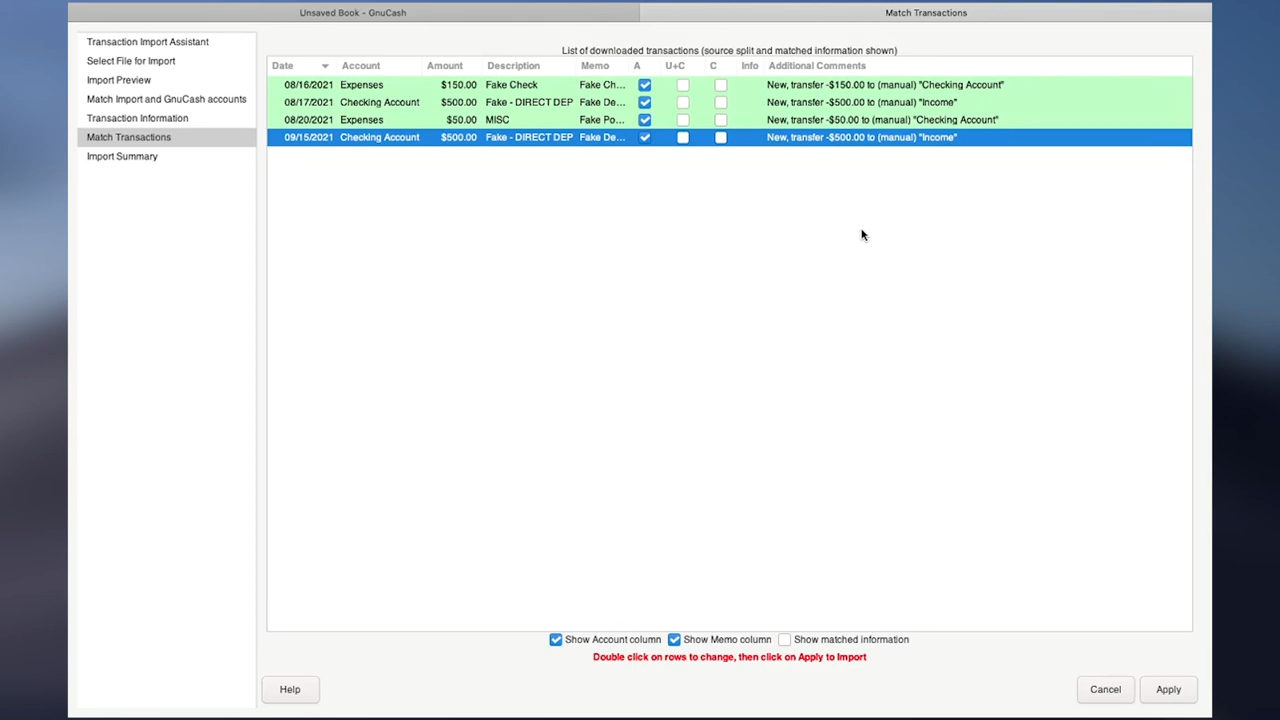 Unsaved Book - GnuCash
Match Transactions
Transaction Import Assistant
Select File for Import
Import Preview
Match Import and GnuCash accounts
Transaction Information
Match Transactions
Import Summary
List of downloaded transactions (source split and matched information shown)
Date Account Amount Description Memo A U+C C Info Additional Comments
08/16/2021 Expenses $150.00 Fake Check Fake Ch... New, transfer -$150.00 to (manual) "Checking Account"
08/17/2021 Checking Account $500.00 Fake - DIRECT DEP Fake De... New, transfer -$500.00 to (manual) "Income"
08/20/2021 Expenses $50.00 MISC Fake Po... New, transfer -$50.00 to (manual) "Checking Account"
09/15/2021 Checking Account $500.00 Fake - DIRECT DEP Fake De... New, transfer -$500.00 to (manual) "Income"
Show Account column Show Memo column Show matched information
Double click on rows to change, then click on Apply to Import
Help Cancel Apply